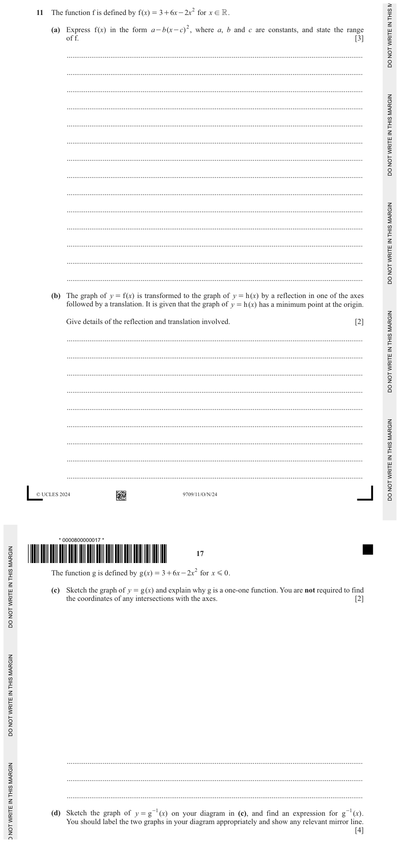 11 The function f is defined by f(x) = 3 + 6x − 2x² for x ∈ ℝ.
(a) Express f(x) in the form a − b(x − c)², where a, b and c are constants, and state the range
of f. [3]
(b) The graph of y = f(x) is transformed to the graph of y = h(x) by a reflection in one of the axes
followed by a translation. It is given that the graph of y = h(x) has a minimum point at the origin.
Give details of the reflection and translation involved. [2]
© UCLES 2024 9709/11/O/N/24
DO NOT WRITE IN THIS MARGIN
DO NOT WRITE IN THIS MARGIN
DO NOT WRITE IN THIS MARGIN
DO NOT WRITE IN THIS MARGIN
DO NOT WRITE IN THIS MARGIN
* 0000800000017 *
17
The function g is defined by g(x) = 3 + 6x − 2x² for x ⩽ 0.
(c) Sketch the graph of y = g(x) and explain why g is a one-one function. You are not required to find
the coordinates of any intersections with the axes. [2]
(d) Sketch the graph of y = g⁻¹(x) on your diagram in (c), and find an expression for g⁻¹(x).
You should label the two graphs in your diagram appropriately and show any relevant mirror line.
[4]
DO NOT WRITE IN THIS MARGIN
DO NOT WRITE IN THIS MARGIN
DO NOT WRITE IN THIS MARGIN